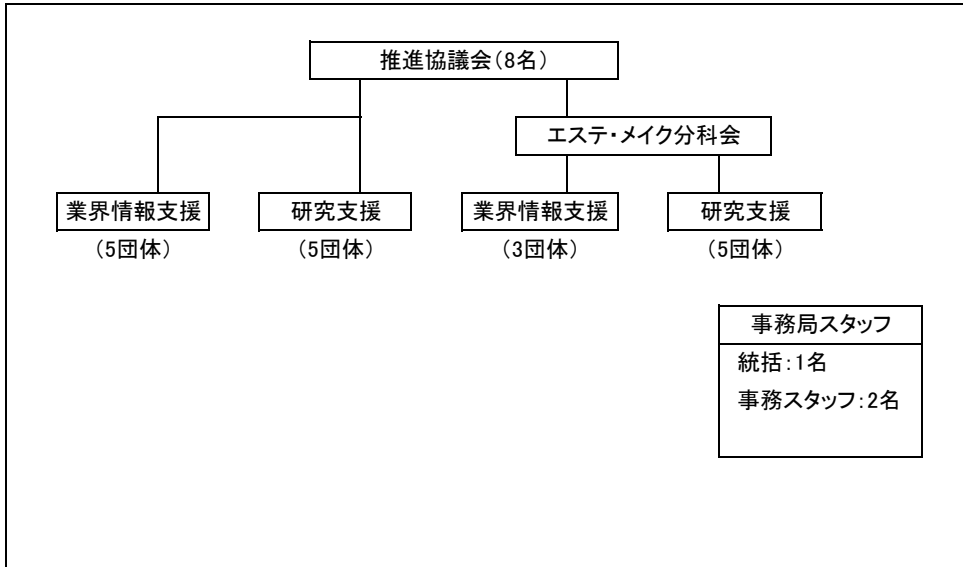 推進協議会(8名)
エステ・メイク分科会
業界情報支援
研究支援
業界情報支援
研究支援
(5団体)
(5団体)
(3団体)
(5団体)
事務局スタッフ
統括:1名
事務スタッフ:2名